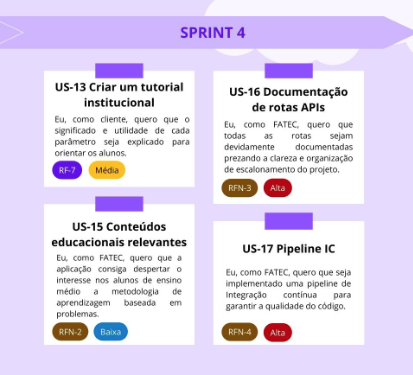 SPRINT 4
US-13 Criar um tutorial
institucional
Eu, como cliente, quero que o
significado e utilidade de cada
parâmetro seja explicado para
orientar os alunos.
RF-7
Média
US-16 Documentação
de rotas APIs
Eu, como FATEC, quero que
todas as rotas sejam
devidamente documentadas
prezando a clareza e organização
de escalonamento do projeto.
RFN-3
Alta
US-15 Conteúdos
educacionais relevantes
Eu, como FATEC, quero que a
aplicação consiga despertar o
interesse nos alunos de ensino
médio a metodologia de
aprendizagem baseada em
problemas.
RFN-2
Baixa
US-17 Pipeline IC
Eu, como FATEC, quero que seja
implementado uma pipeline de
Integração contínua para
garantir a qualidade do código.
RFN-4
Alta